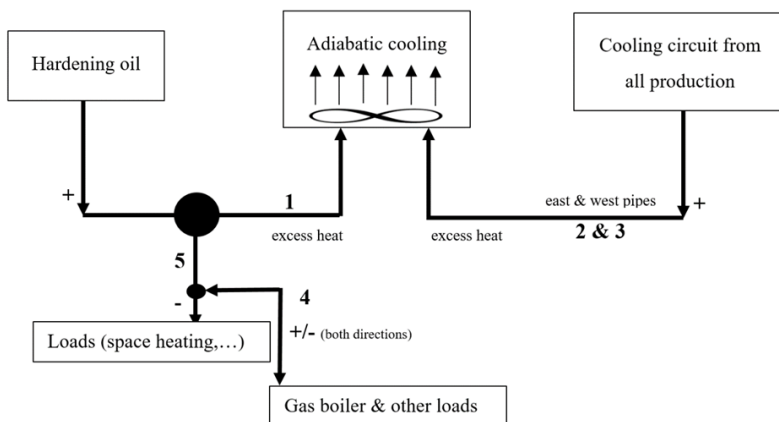 Hardening oil
Adiabatic cooling
Cooling circuit from
all production
+
1
excess heat
excess heat
east & west pipes
2 & 3
+
5
-
4
+/- (both directions)
Loads (space heating,…)
Gas boiler & other loads